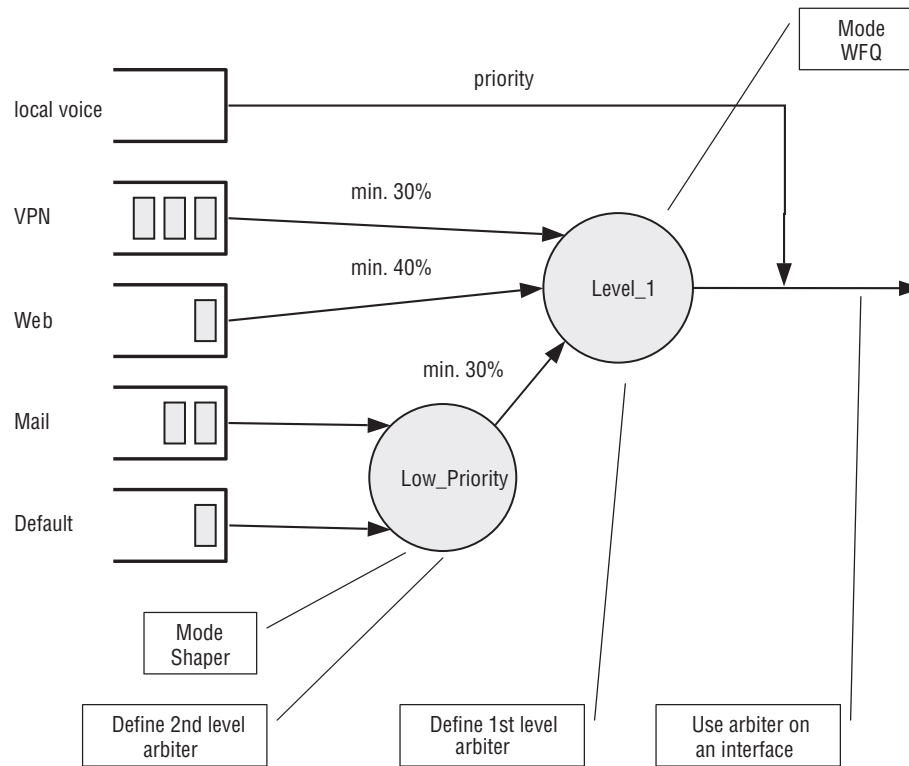 Mode
WFQ
priority
local voice
min. 30%
VPN
min. 40%
Level_1
Web
min. 30%
Mail
Low_Priority
Default
Mode
Shaper
Define 2nd level
arbiter
Define 1st level
arbiter
Use arbiter on
an interface